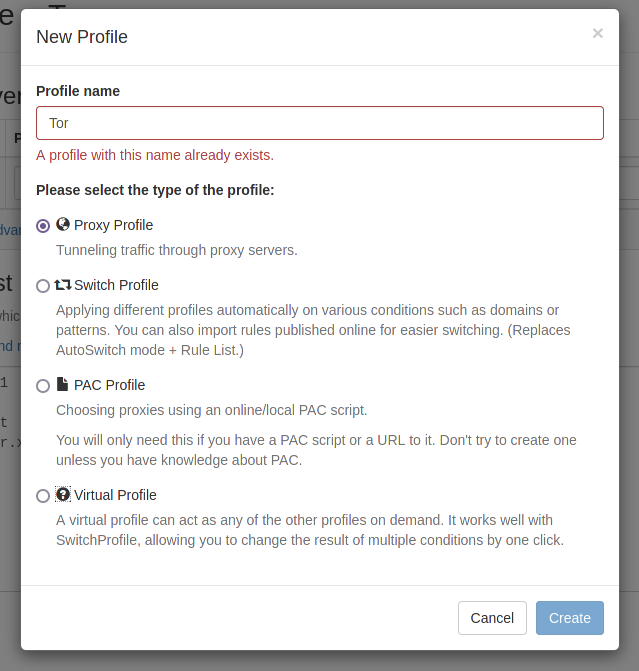 New Profile
×
Profile name
Tor
A profile with this name already exists.
Please select the type of the profile:
Proxy Profile
Tunneling traffic through proxy servers.
Switch Profile
Applying different profiles automatically on various conditions such as domains or
patterns. You can also import rules published online for easier switching. (Replaces
AutoSwitch mode + Rule List.)
PAC Profile
Choosing proxies using an online/local PAC script.
You will only need this if you have a PAC script or a URL to it. Don't try to create one
unless you have knowledge about PAC.
Virtual Profile
A virtual profile can act as any of the other profiles on demand. It works well with
SwitchProfile, allowing you to change the result of multiple conditions by one click.
Cancel
Create